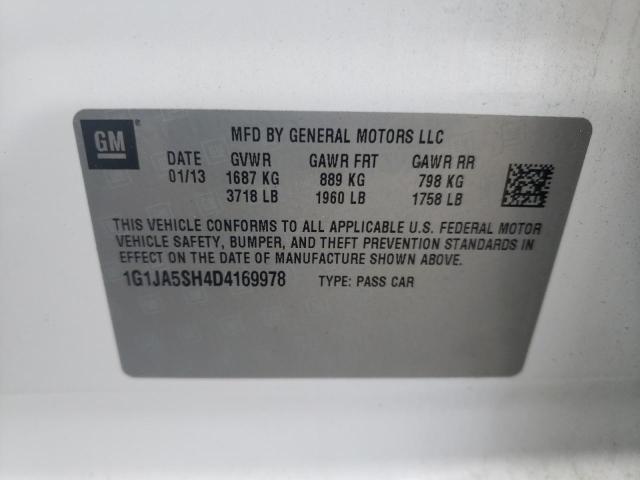 GM ®
MFD BY GENERAL MOTORS LLC
DATE GVWR GAWR FRT GAWR RR
01/13 1687 KG 889 KG 798 KG
3718 LB 1960 LB 1758 LB
THIS VEHICLE CONFORMS TO ALL APPLICABLE U.S. FEDERAL MOTOR
VEHICLE SAFETY, BUMPER, AND THEFT PREVENTION STANDARDS IN
EFFECT ON THE DATE OF MANUFACTURE SHOWN ABOVE.
1G1JA5SH4D4169978 TYPE: PASS CAR